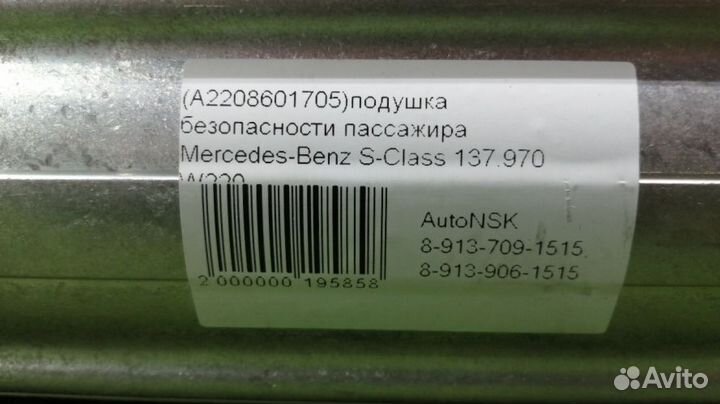 (A2208601705)подушка
безопасности пассажира
Mercedes-Benz S-Class 137.970
W220
AutoNSK
8-913-709-1515
8-913-906-1515
2 000000 195858
Avito